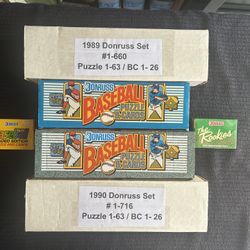 1989 Donruss Set
#1-660
Puzzle 1-63 / BC 1- 26
DONRUSS
BASEBALL
PUZZLE
& CARDS
DONRUSS
BASEBALL
PUZZLE
& CARDS
The
Rookies
1990 Donruss Set
# 1-716
Puzzle 1-63 / BC 1- 26